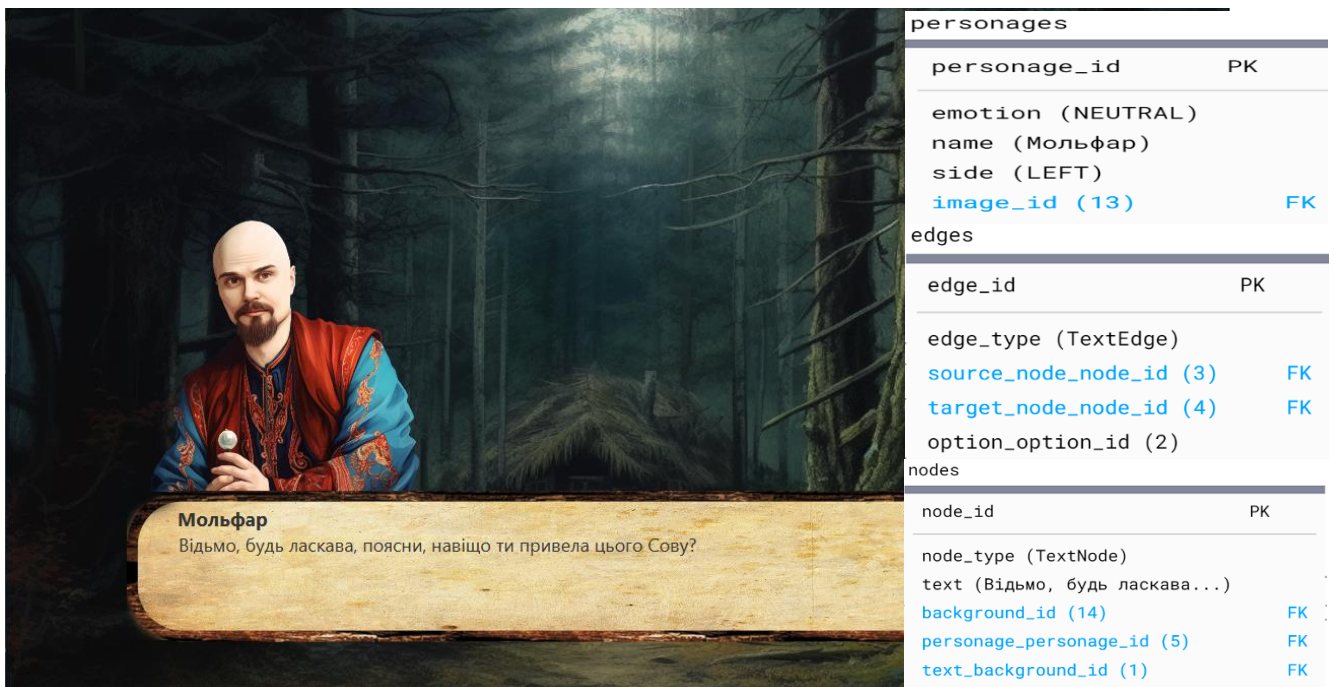 Мольфар
Відьмо, будь ласкава, поясни, навіщо ти привела цього Сову?
personages
personage_id PK
emotion (NEUTRAL)
name (Мольфар)
side (LEFT)
image_id (13) FK
edges
edge_id PK
edge_type (TextEdge)
source_node_node_id (3) FK
target_node_node_id (4) FK
option_option_id (2)
nodes
node_id PK
node_type (TextNode)
text (Відьмо, будь ласкава...)
background_id (14) FK
personage_personage_id (5) FK
text_background_id (1) FK